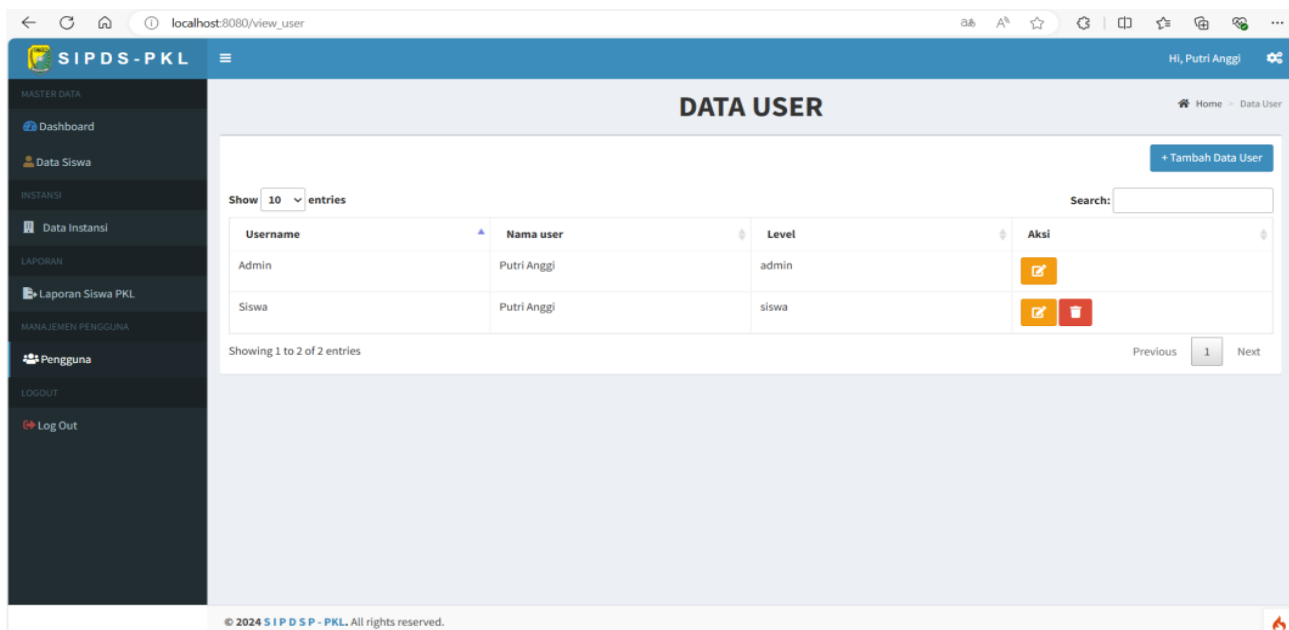 localhost:8080/view_user
SIPDS-PKL
Hi, Putri Anggi
MASTER DATA
Dashboard
Data Siswa
INSTANSI
Data Instansi
LAPORAN
Laporan Siswa PKL
MANAJEMEN PENGGUNA
Pengguna
LOGOUT
Log Out
DATA USER
Home > Data User
+ Tambah Data User
Show 10 entries
Search:
Username Nama user Level Aksi
Admin Putri Anggi admin
Siswa Putri Anggi siswa
Showing 1 to 2 of 2 entries
Previous 1 Next
© 2024 S I P D S P - PKL. All rights reserved.